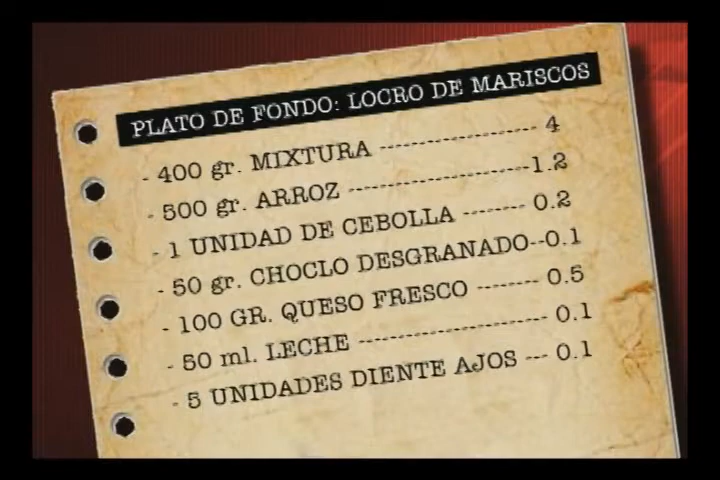 PLATO DE FONDO: LOCRO DE MARISCOS
- 400 gr. MIXTURA ------------------- 4
- 500 gr. ARROZ ----------------------1.2
- 1 UNIDAD DE CEBOLLA -------- 0.2
- 50 gr. CHOCLO DESGRANADO--0.1
- 100 GR. QUESO FRESCO -------- 0.5
- 50 ml. LECHE ------------------------ 0.1
- 5 UNIDADES DIENTE AJOS --- 0.1